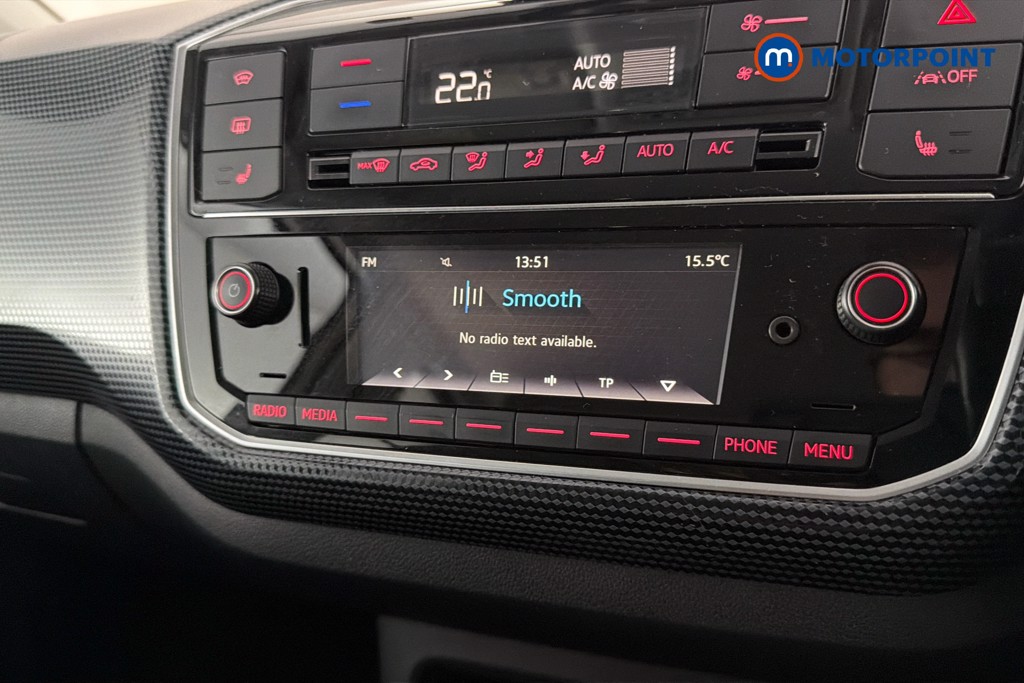 m MOTORPOINT
22.0 °C
AUTO
A/C
OFF
MAX
AUTO
A/C
FM 13:51 15.5°C
Smooth
No radio text available.
< > TP
RADIO MEDIA PHONE MENU